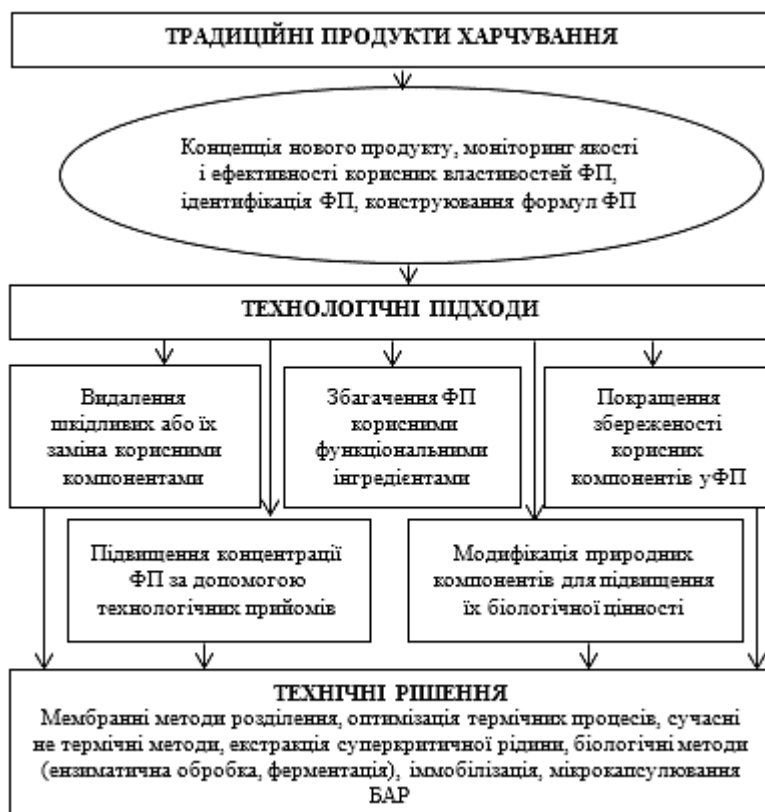 ТРАДИЦІЙНІ ПРОДУКТИ ХАРЧУВАННЯ
Концепція нового продукту, моніторинг якості
і ефективності корисних властивостей ФП,
ідентифікація ФП, конструювання формул ФП
ТЕХНОЛОГІЧНІ ПІДХОДИ
Видалення
шкідливих або їх
заміна корисними
компонентами
Збагачення ФП
корисними
функціональними
інгредієнтами
Покращення
збереженості
корисних
компонентів у ФП
Підвищення концентрації
ФП за допомогою
технологічних прийомів
Модифікація природних
компонентів для підвищення
їх біологічної цінності
ТЕХНІЧНІ РІШЕННЯ
Мембранні методи розділення, оптимізація термічних процесів, сучасні
не термічні методи, екстракція суперкритичної рідини, біологічні методи
(ензиматична обробка, ферментація), іммобілізація, мікрокапсулювання
БАР